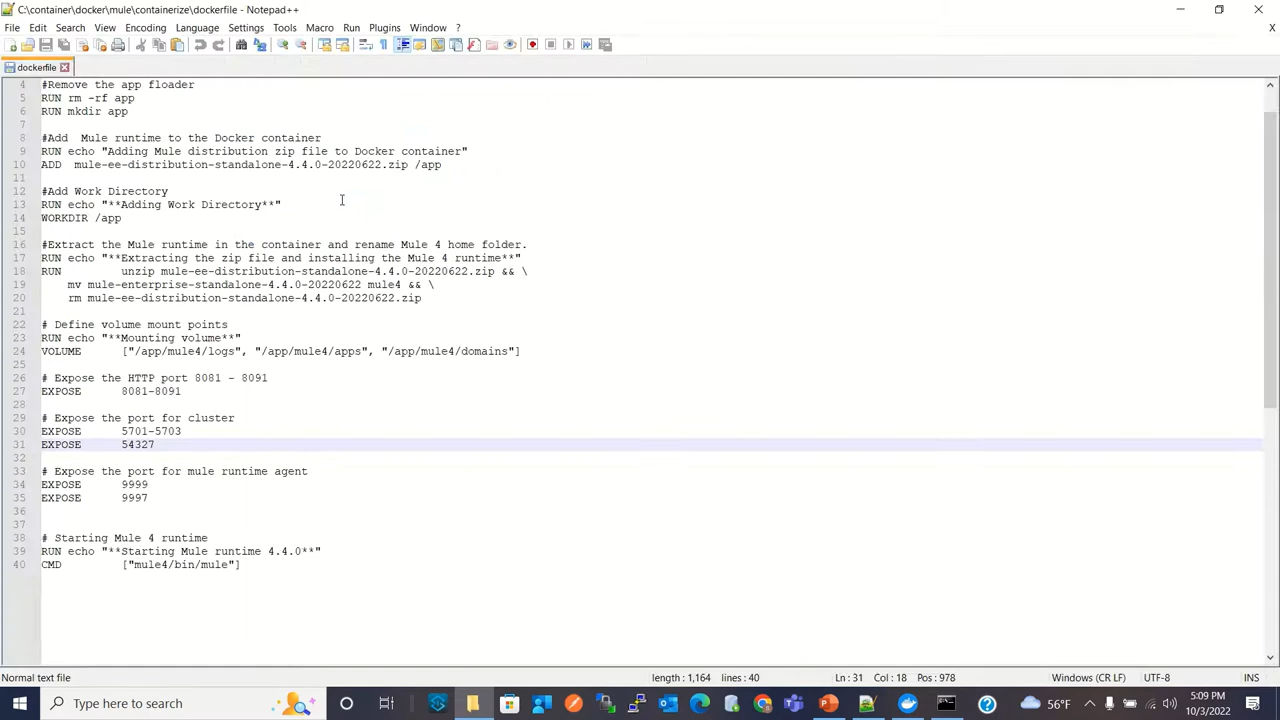 C:\container\docker\mule\containerize\dockerfile - Notepad++
File Edit Search View Encoding Language Settings Tools Macro Run Plugins Window ? X
dockerfile
4 #Remove the app floader
5 RUN rm -rf app
6 RUN mkdir app
7
8 #Add  Mule runtime to the Docker container
9 RUN echo "Adding Mule distribution zip file to Docker container"
10 ADD  mule-ee-distribution-standalone-4.4.0-20220622.zip /app
11
12 #Add Work Directory
13 RUN echo "**Adding Work Directory**"
14 WORKDIR /app
15
16 #Extract the Mule runtime in the container and rename Mule 4 home folder.
17 RUN echo "**Extracting the zip file and installing the Mule 4 runtime**"
18 RUN         unzip mule-ee-distribution-standalone-4.4.0-20220622.zip && \
19     mv mule-enterprise-standalone-4.4.0-20220622 mule4 && \
20     rm mule-ee-distribution-standalone-4.4.0-20220622.zip
21
22 # Define volume mount points
23 RUN echo "**Mounting volume**"
24 VOLUME      ["/app/mule4/logs", "/app/mule4/apps", "/app/mule4/domains"]
25
26 # Expose the HTTP port 8081 - 8091
27 EXPOSE      8081-8091
28
29 # Expose the port for cluster
30 EXPOSE      5701-5703
31 EXPOSE      54327
32
33 # Expose the port for mule runtime agent
34 EXPOSE      9999
35 EXPOSE      9997
36
37
38 # Starting Mule 4 runtime
39 RUN echo "**Starting Mule runtime 4.4.0**"
40 CMD         ["mule4/bin/mule"]
Normal text file length : 1,164 lines : 40 Ln : 31 Col : 18 Pos : 978 Windows (CR LF) UTF-8 INS
Type here to search 56°F 5:09 PM
10/3/2022